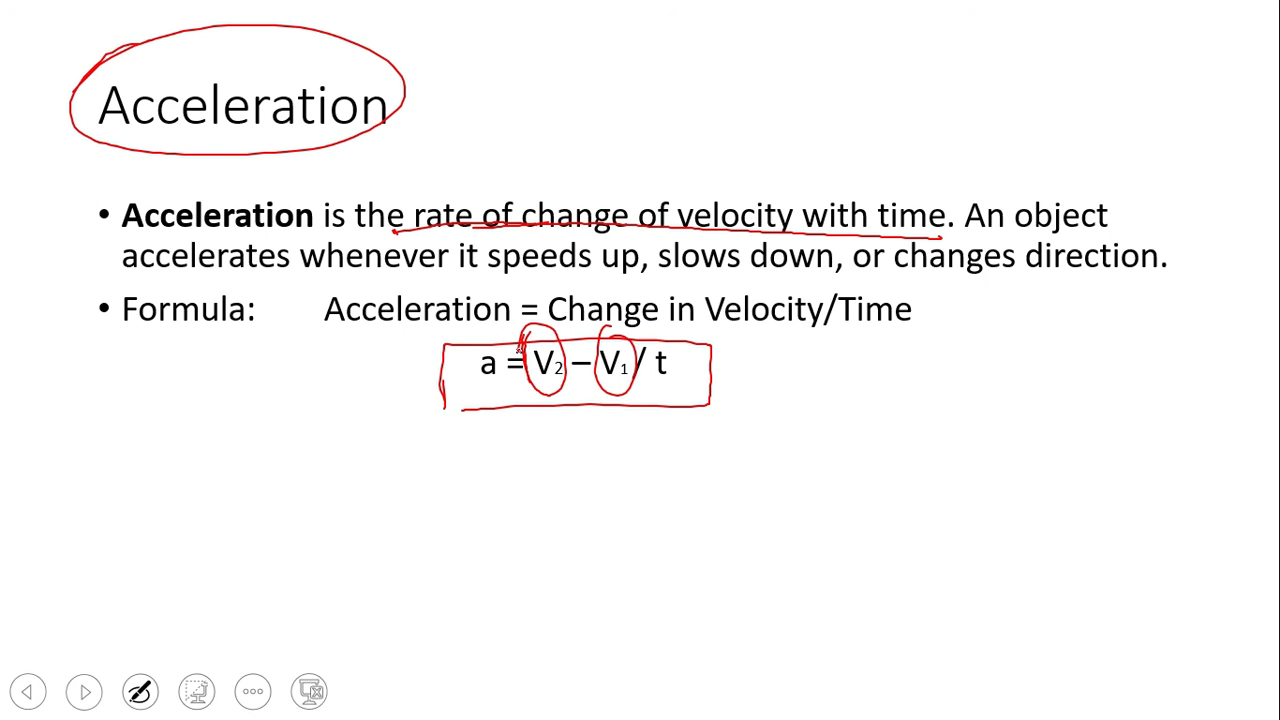 Acceleration
• Acceleration is the rate of change of velocity with time. An object
accelerates whenever it speeds up, slows down, or changes direction.
• Formula: Acceleration = Change in Velocity/Time
a = V₂ – V₁ / t